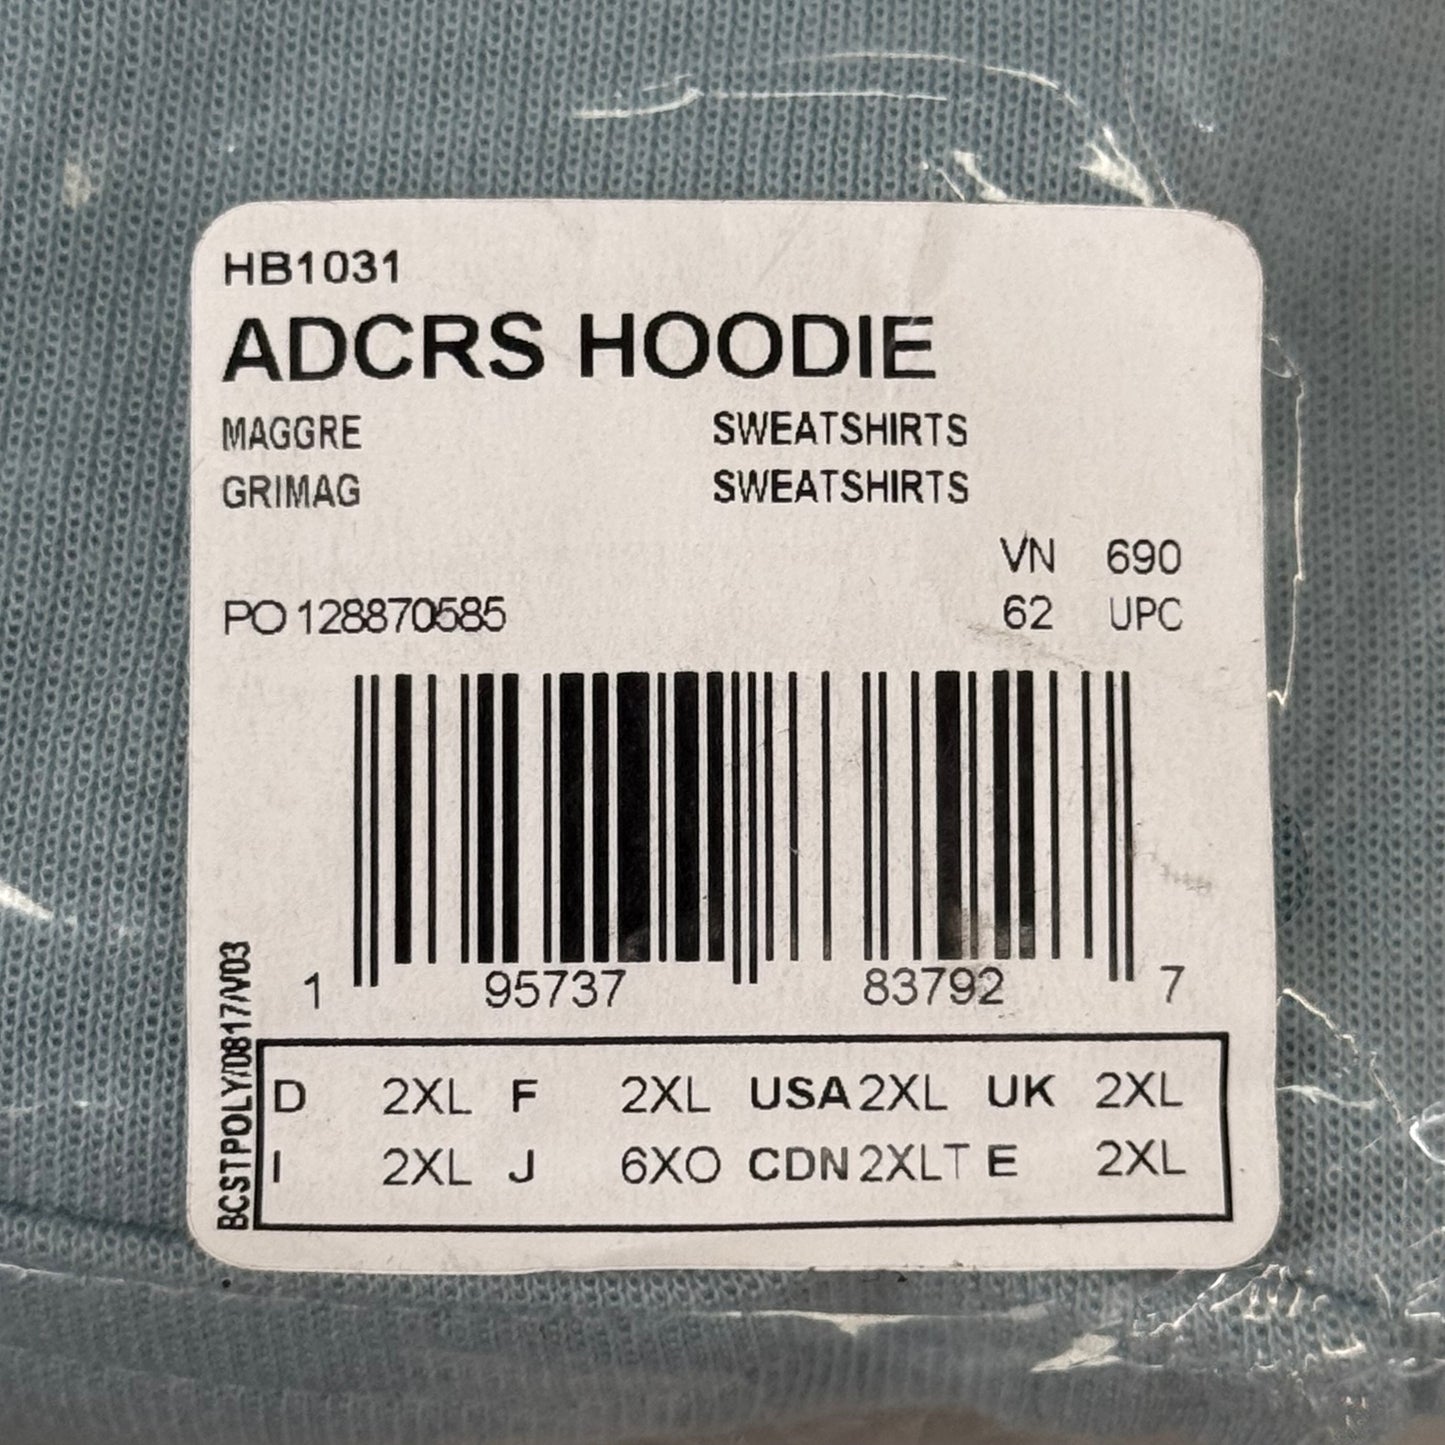 HB1031
ADCRS HOODIE
MAGGRE SWEATSHIRTS
GRIMAG SWEATSHIRTS
VN 690
PO 128870585 62 UPC
1 95737 83792 7
BCSTPOLY/0817/V03
D 2XL F 2XL USA 2XL UK 2XL
I 2XL J 6XO CDN 2XLT E 2XL